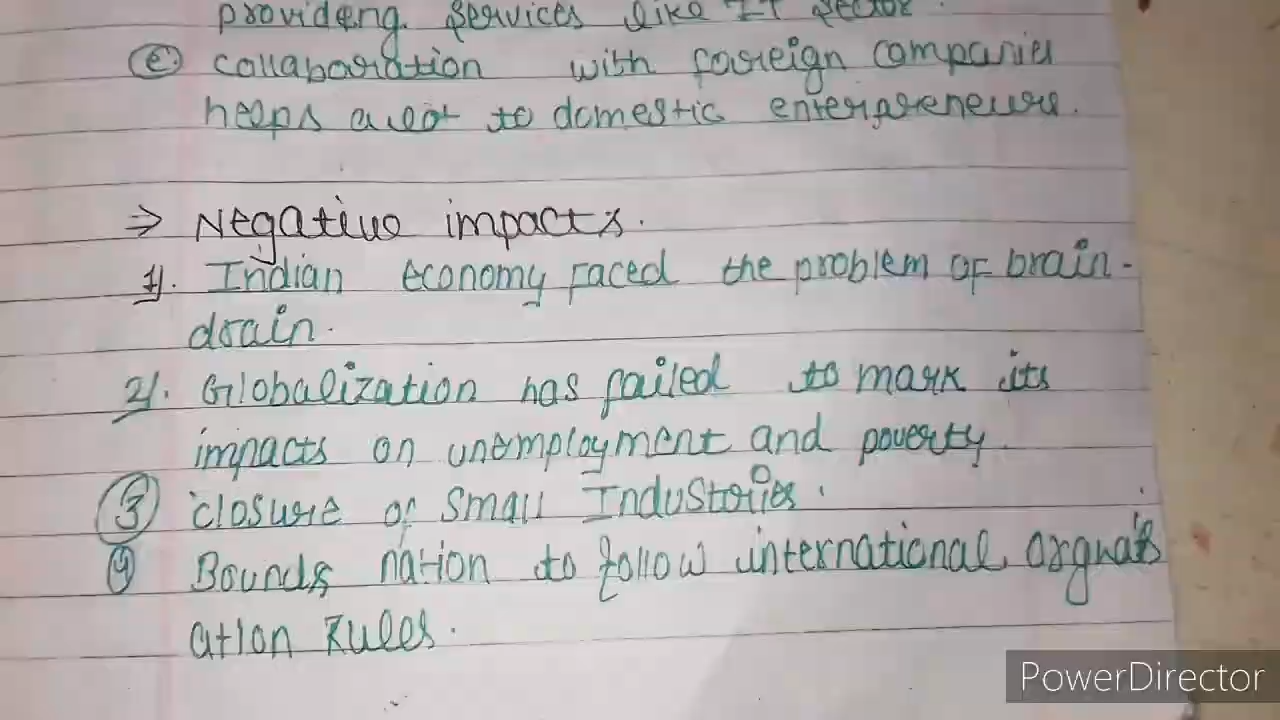 providing. services like IT sector.
(e) collaboration with foreign companies
helps a lot to domestic enterpreneurs.
⇒ Negative impacts.
1). Indian economy faced the problem of brain-
drain.
2). Globalization has failed to mark its
impacts on unemployment and poverty.
(3) closure of small Industries.
(4) Bounds nation to follow international orgnais
ation Rules.
PowerDirector